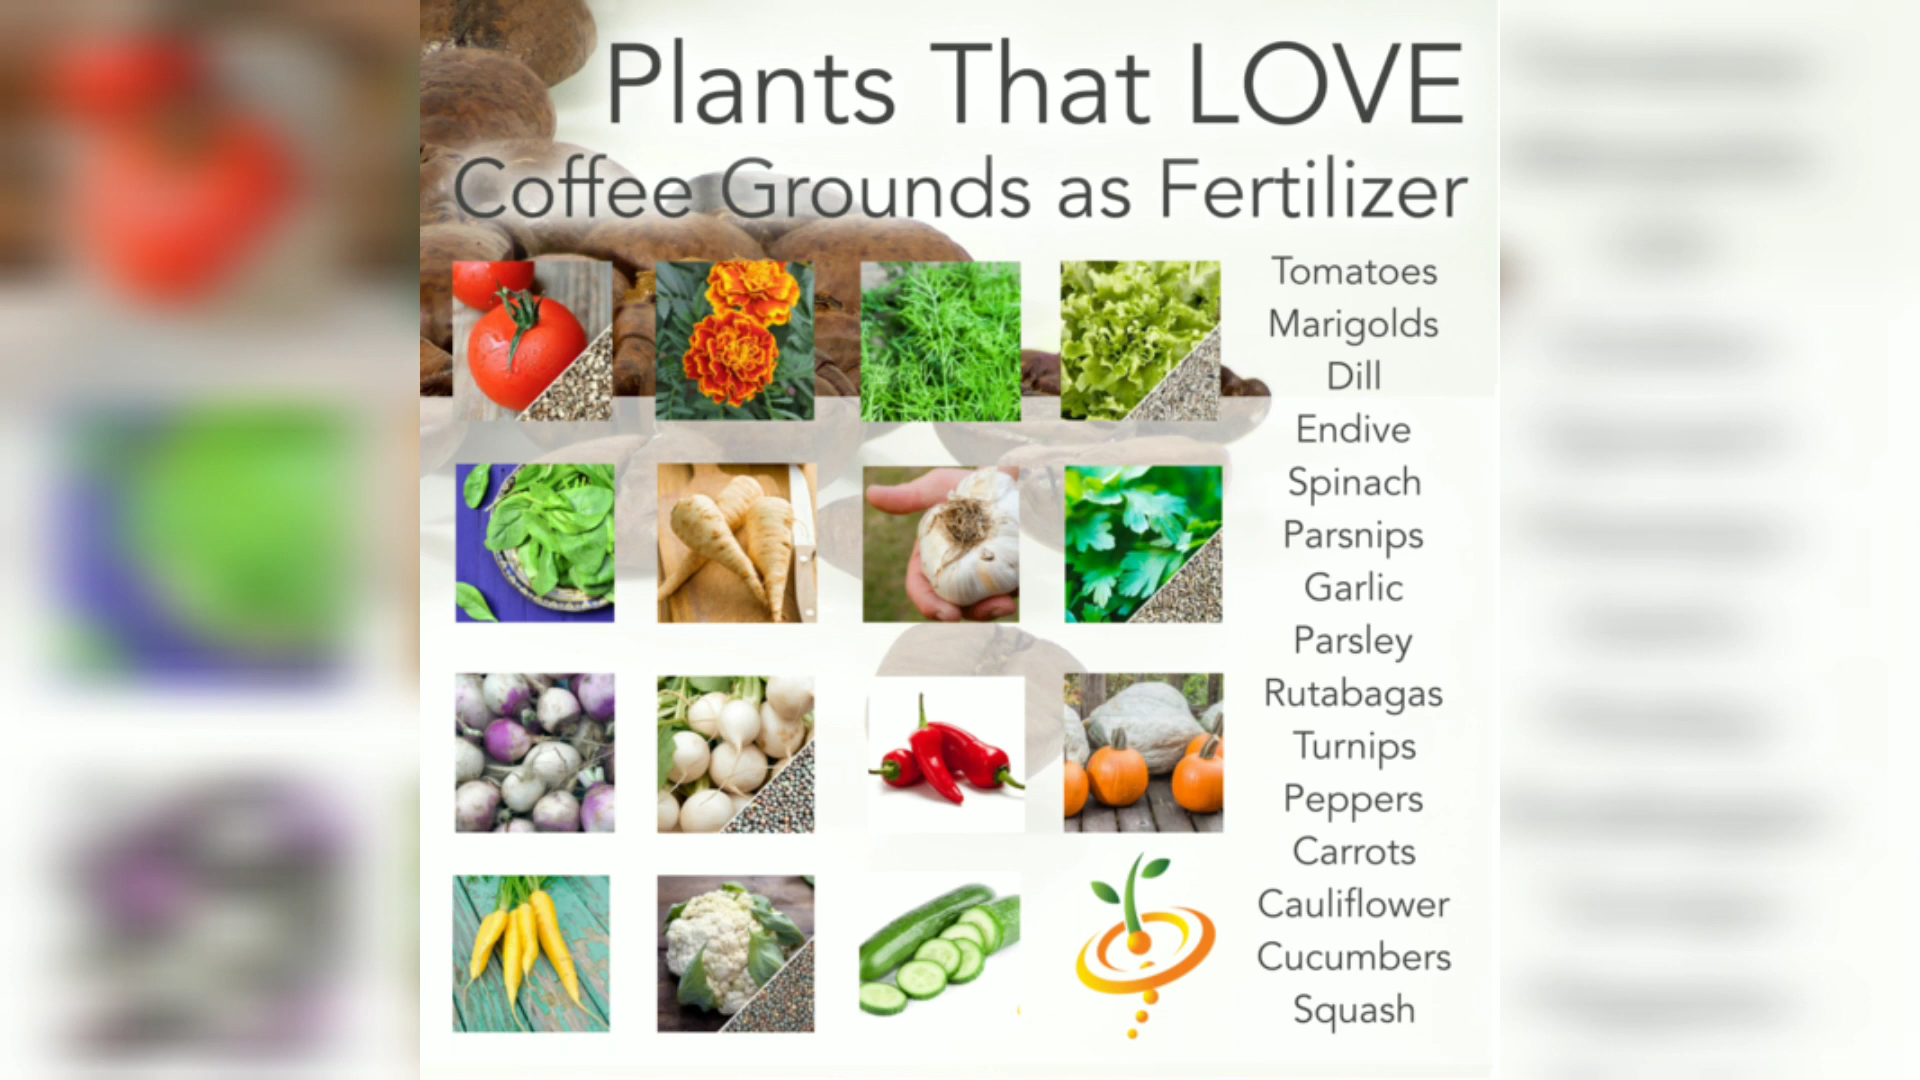 Plants That LOVE
Coffee Grounds as Fertilizer
Tomatoes
Marigolds
Dill
Endive
Spinach
Parsnips
Garlic
Parsley
Rutabagas
Turnips
Peppers
Carrots
Cauliflower
Cucumbers
Squash